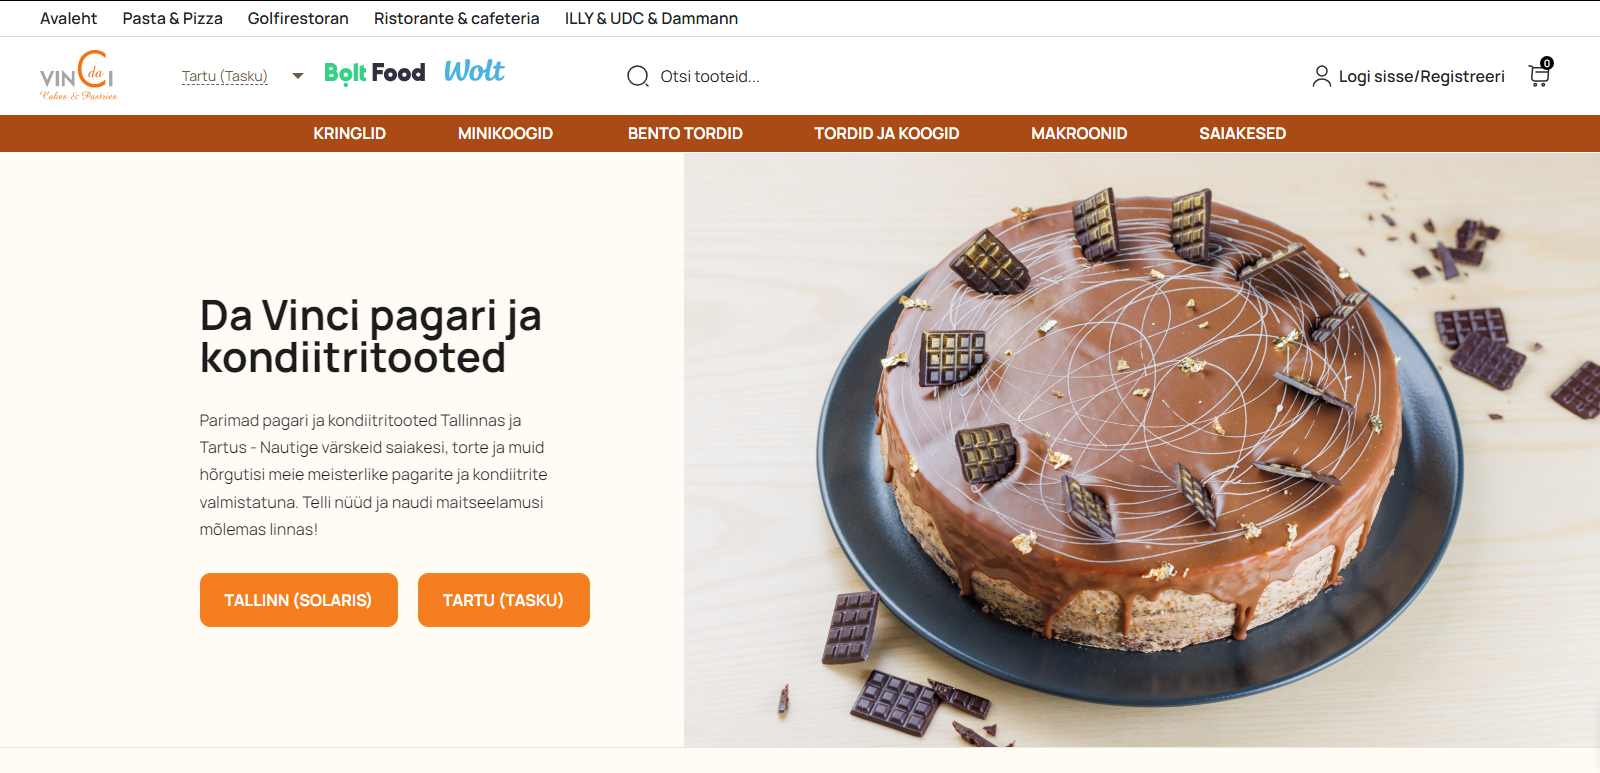 Avaleht Pasta & Pizza Golfirestoran Ristorante & cafeteria ILLY & UDC & Dammann
VINCI da
Cakes & Pastries
Tartu (Tasku)
Bolt Food
Wolt
Otsi tooteid...
Logi sisse/Registreeri
0
KRINGLID MINIKOOGID BENTO TORDID TORDID JA KOOGID MAKROONID SAIAKESED
Da Vinci pagari ja
kondiitritooted
Parimad pagari ja kondiitritooted Tallinnas ja
Tartus - Nautige värskeid saiakesi, torte ja muid
hõrgutisi meie meisterlike pagarite ja kondiitrite
valmistatuna. Telli nüüd ja naudi maitseelamusi
mõlemas linnas!
TALLINN (SOLARIS) TARTU (TASKU)